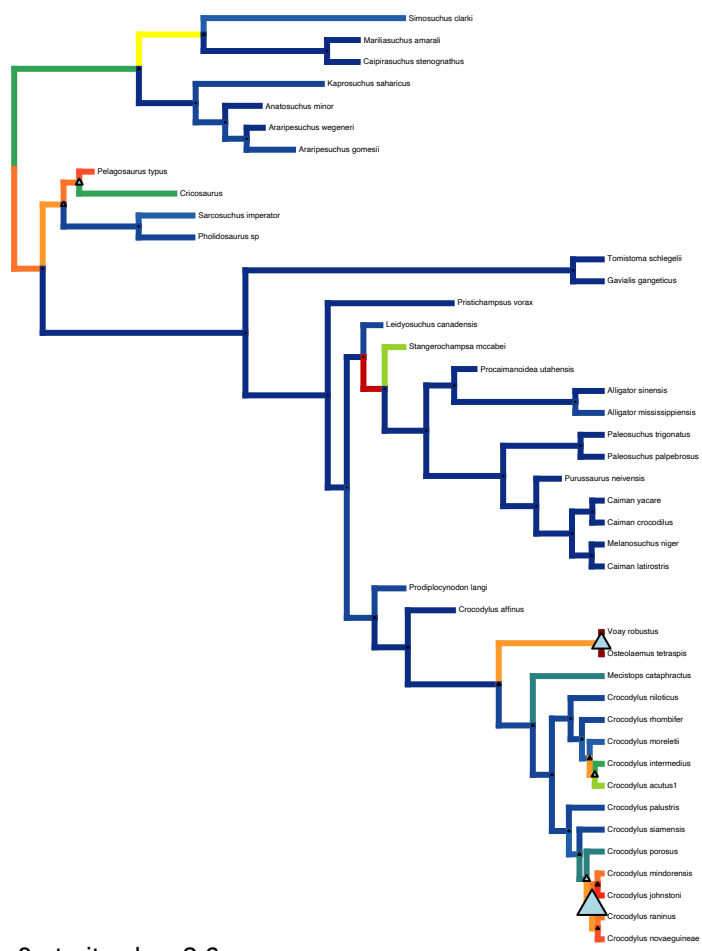 Simosuchus clarki
Mariliasuchus amarali
Caipirasuchus stenognathus
Kaprosuchus saharicus
Anatosuchus minor
Araripesuchus wegeneri
Araripesuchus gomesii
Pelagosaurus typus
Cricosaurus
Sarcosuchus imperator
Pholidosaurus sp
Tomistoma schlegelii
Gavialis gangeticus
Pristichampsus vorax
Leidyosuchus canadensis
Stangerochampsa mccabei
Procaimanoidea utahensis
Alligator sinensis
Alligator mississippiensis
Paleosuchus trigonatus
Paleosuchus palpebrosus
Purussaurus neivensis
Caiman yacare
Caiman crocodilus
Melanosuchus niger
Caiman latirostris
Prodiplocynodon langi
Crocodylus affinus
Voay robustus
Osteolaemus tetraspis
Mecistops cataphractus
Crocodylus niloticus
Crocodylus rhombifer
Crocodylus moreletii
Crocodylus intermedius
Crocodylus acutus1
Crocodylus palustris
Crocodylus siamensis
Crocodylus porosus
Crocodylus mindorensis
Crocodylus johnstoni
Crocodylus raninus
Crocodylus novaeguineae